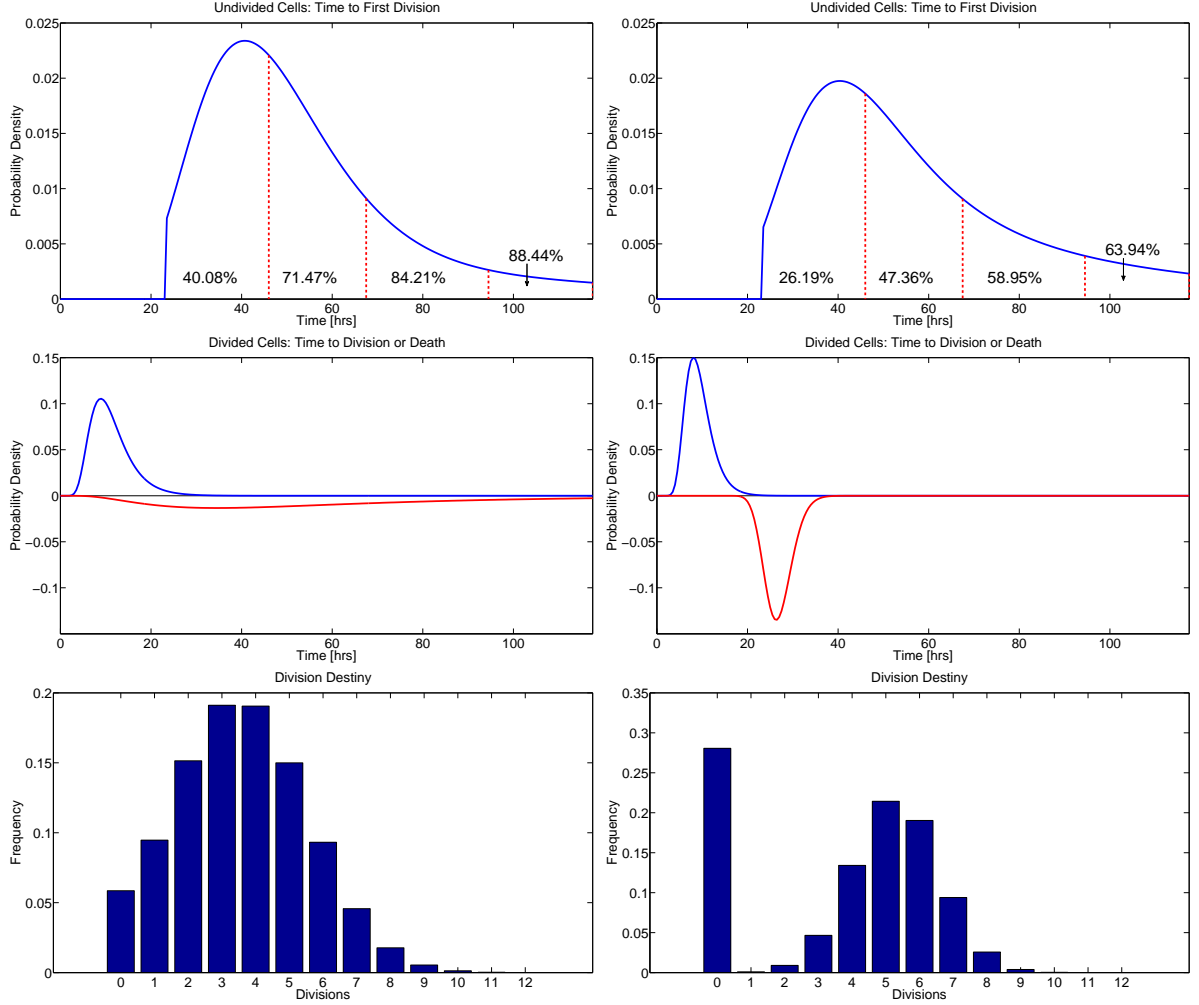 Undivided Cells: Time to First Division
Probability Density
0.025
0.02
0.015
0.01
0.005
0
40.08% 71.47% 84.21% 88.44%
0 20 40 60 80 100
Time [hrs]
Undivided Cells: Time to First Division
Probability Density
0.025
0.02
0.015
0.01
0.005
0
26.19% 47.36% 58.95% 63.94%
0 20 40 60 80 100
Time [hrs]
Divided Cells: Time to Division or Death
Probability Density
0.15
0.1
0.05
0
−0.05
−0.1
0 20 40 60 80 100
Time [hrs]
Divided Cells: Time to Division or Death
Probability Density
0.15
0.1
0.05
0
−0.05
−0.1
0 20 40 60 80 100
Time [hrs]
Division Destiny
Frequency
0.2
0.15
0.1
0.05
0
0 1 2 3 4 5 6 7 8 9 10 11 12
Divisions
Division Destiny
Frequency
0.35
0.3
0.25
0.2
0.15
0.1
0.05
0
0 1 2 3 4 5 6 7 8 9 10 11 12
Divisions